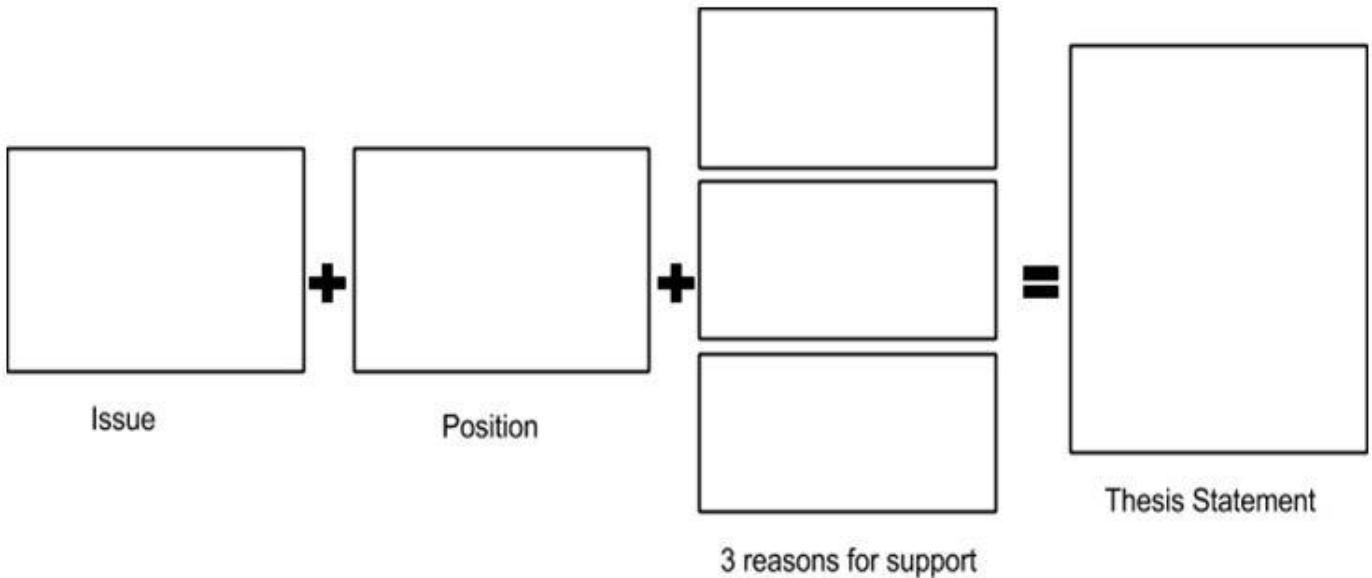 Issue
Position
3 reasons for support
Thesis Statement